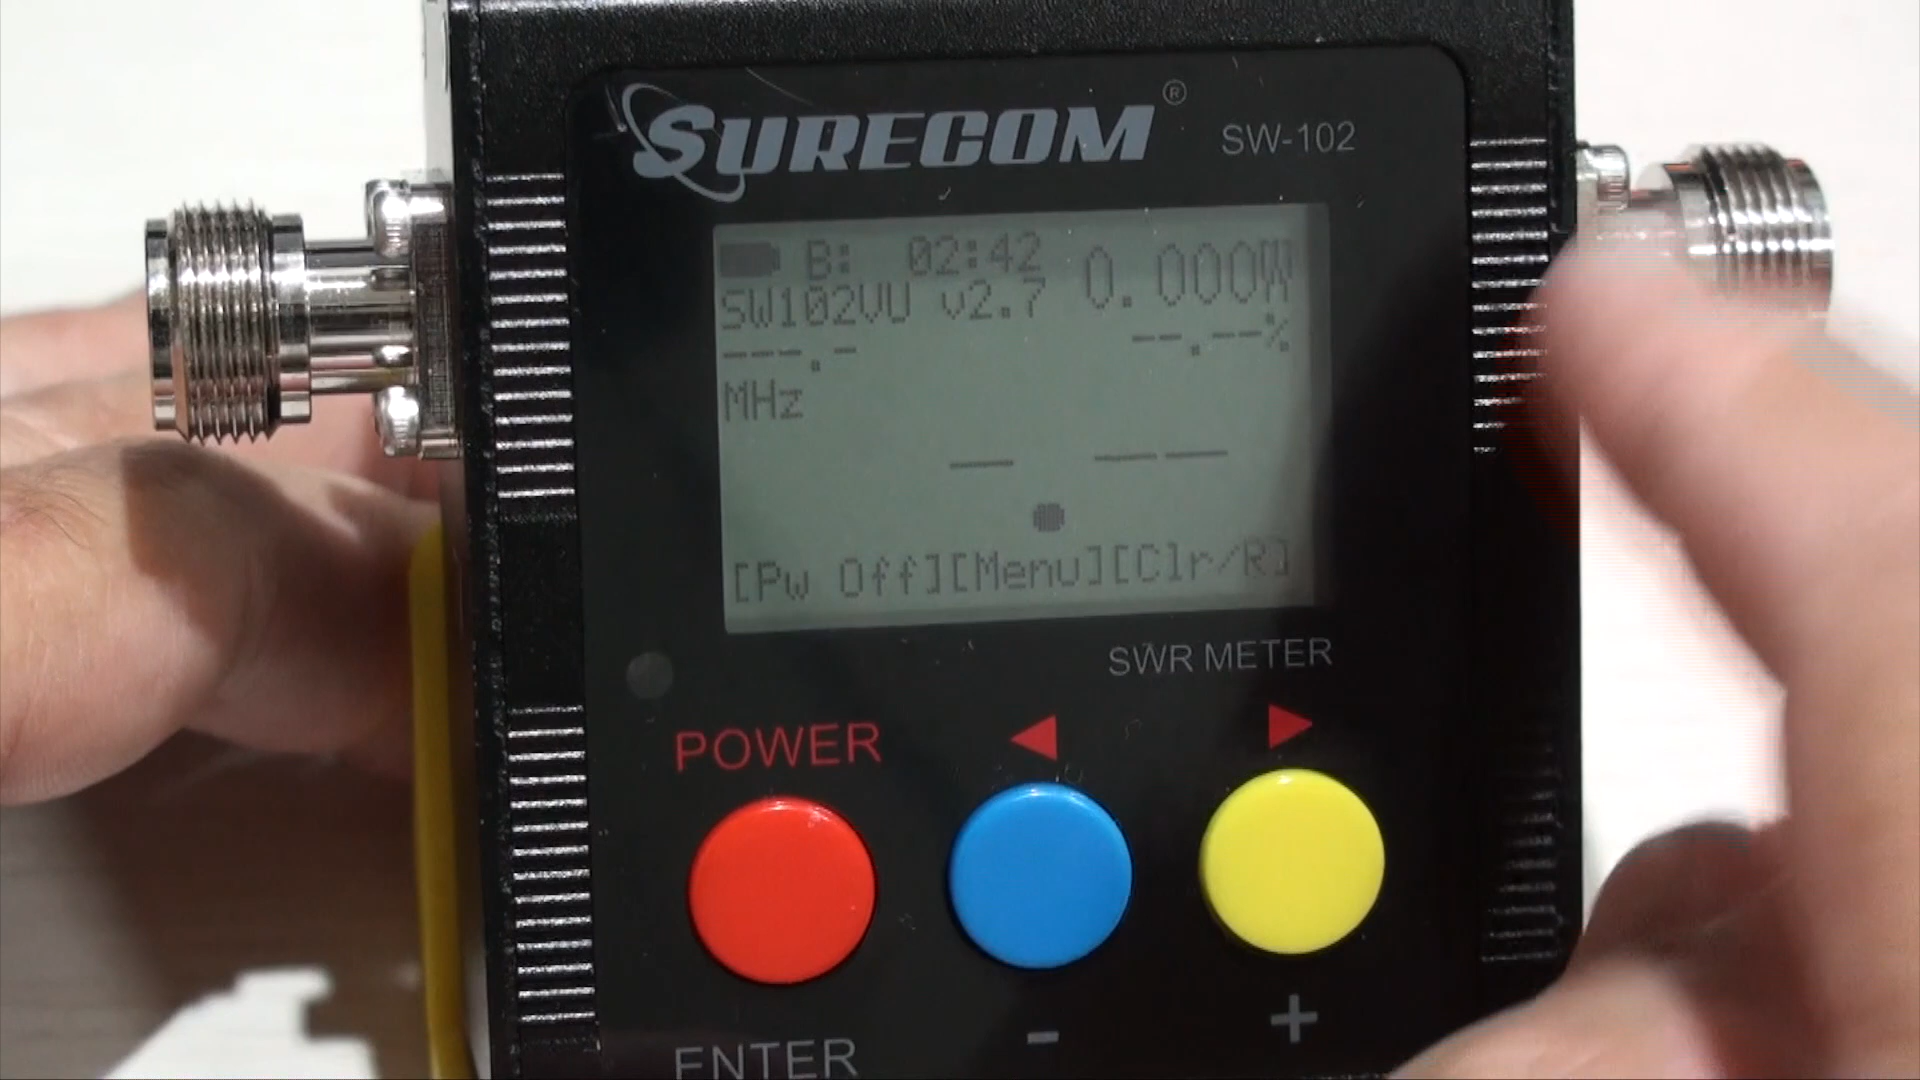 SURECOM® SW-102
B: 02:42 0.000W
SW102VU v2.7
---.- --.--%
MHz
- --
[Pw Off][Menu][Clr/R]
SWR METER
POWER ◀ ▶
ENTER - +